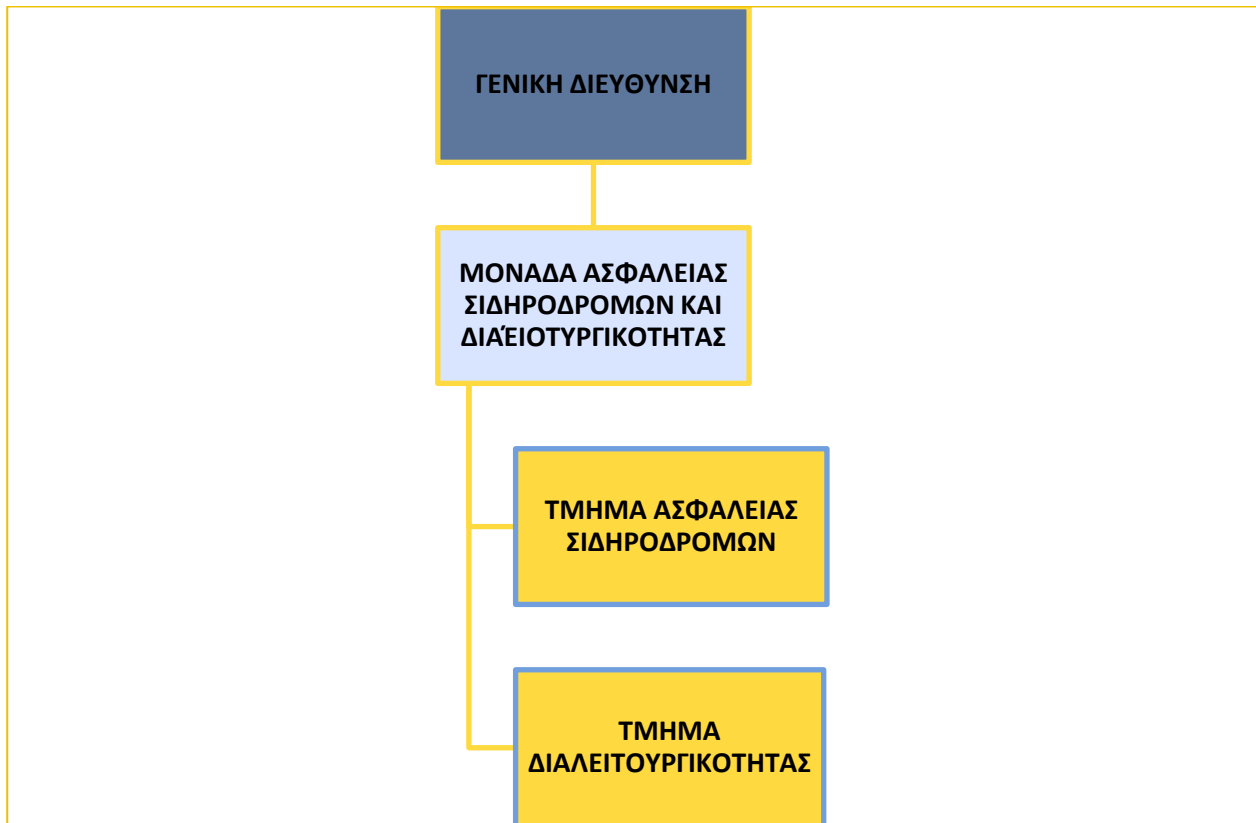 ΓΕΝΙΚΗ ΔΙΕΥΘΥΝΣΗ
ΜΟΝΑΔΑ ΑΣΦΑΛΕΙΑΣ
ΣΙΔΗΡΟΔΡΟΜΩΝ ΚΑΙ
ΔΙΑΈΙΟΤΥΡΓΙΚΟΤΗΤΑΣ
ΤΜΗΜΑ ΑΣΦΑΛΕΙΑΣ
ΣΙΔΗΡΟΔΡΟΜΩΝ
ΤΜΗΜΑ
ΔΙΑΛΕΙΤΟΥΡΓΙΚΟΤΗΤΑΣ